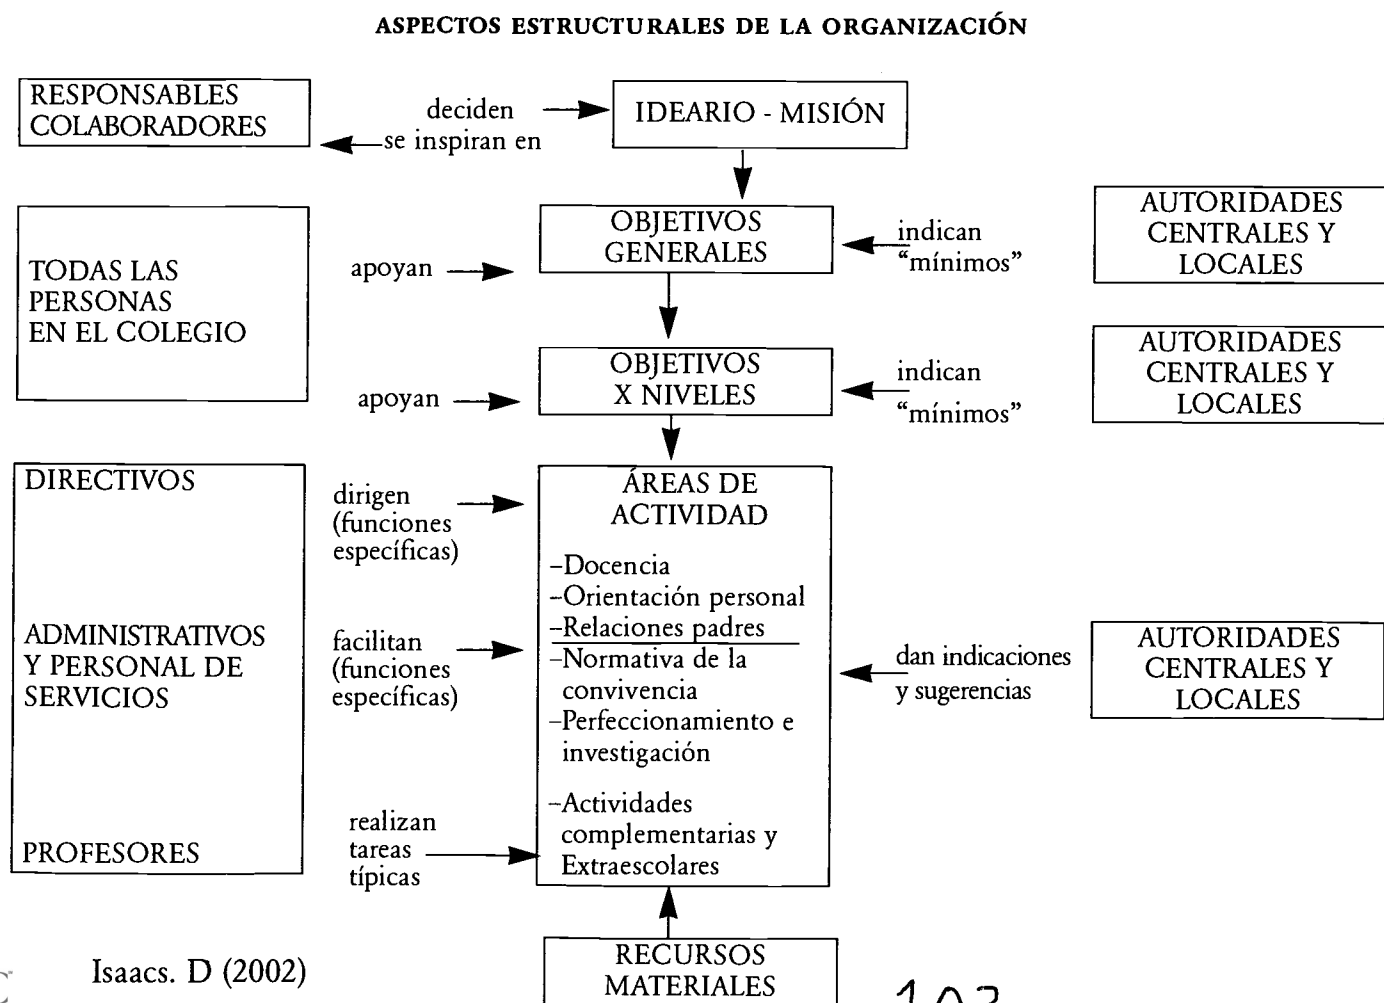 ASPECTOS ESTRUCTURALES DE LA ORGANIZACIÓN
RESPONSABLES
COLABORADORES
deciden
se inspiran en
IDEARIO - MISIÓN
TODAS LAS
PERSONAS
EN EL COLEGIO
apoyan
OBJETIVOS
GENERALES
indican
“mínimos”
AUTORIDADES
CENTRALES Y
LOCALES
apoyan
OBJETIVOS
X NIVELES
indican
“mínimos”
AUTORIDADES
CENTRALES Y
LOCALES
DIRECTIVOS
dirigen
(funciones
específicas)
ADMINISTRATIVOS
Y PERSONAL DE
SERVICIOS
facilitan
(funciones
específicas)
PROFESORES
realizan
tareas
típicas
ÁREAS DE
ACTIVIDAD
–Docencia
–Orientación personal
–Relaciones padres
–Normativa de la
convivencia
–Perfeccionamiento e
investigación
–Actividades
complementarias y
Extraescolares
dan indicaciones
y sugerencias
AUTORIDADES
CENTRALES Y
LOCALES
RECURSOS
MATERIALES
Isaacs. D (2002)